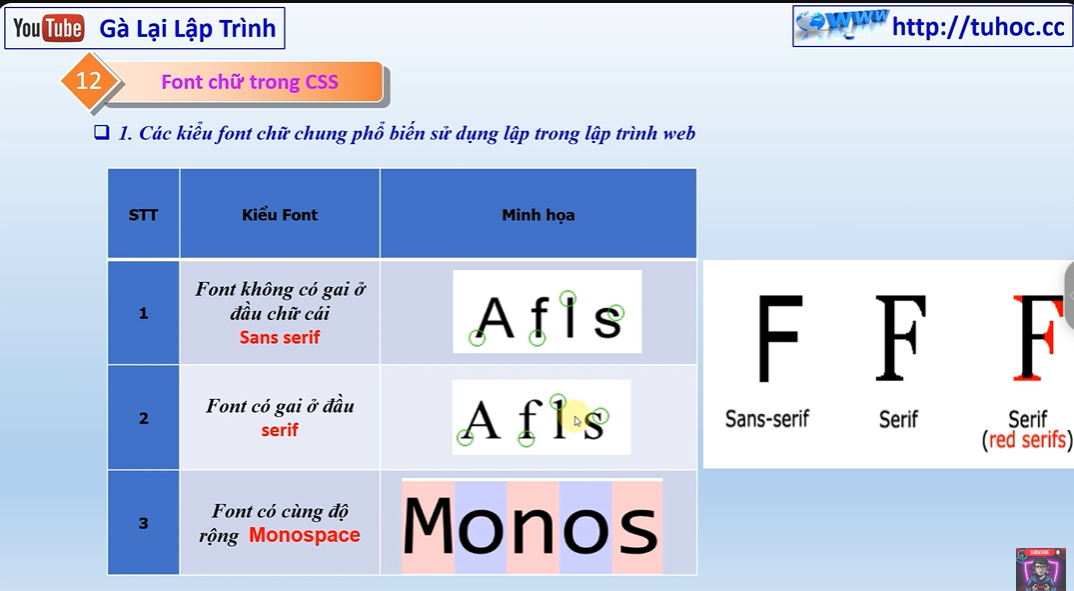 YouTube Gà Lại Lập Trình
WWW http://tuhoc.cc
12 Font chữ trong CSS
1. Các kiểu font chữ chung phổ biến sử dụng lập trong lập trình web
STT Kiểu Font Minh họa
1
Font không có gai ở
đầu chữ cái
Sans serif
A f l s
2
Font có gai ở đầu
serif
A f l s
3
Font có cùng độ
rộng Monospace
Monos
F F F
Sans-serif Serif Serif
(red serifs)
SUBSCRIBE